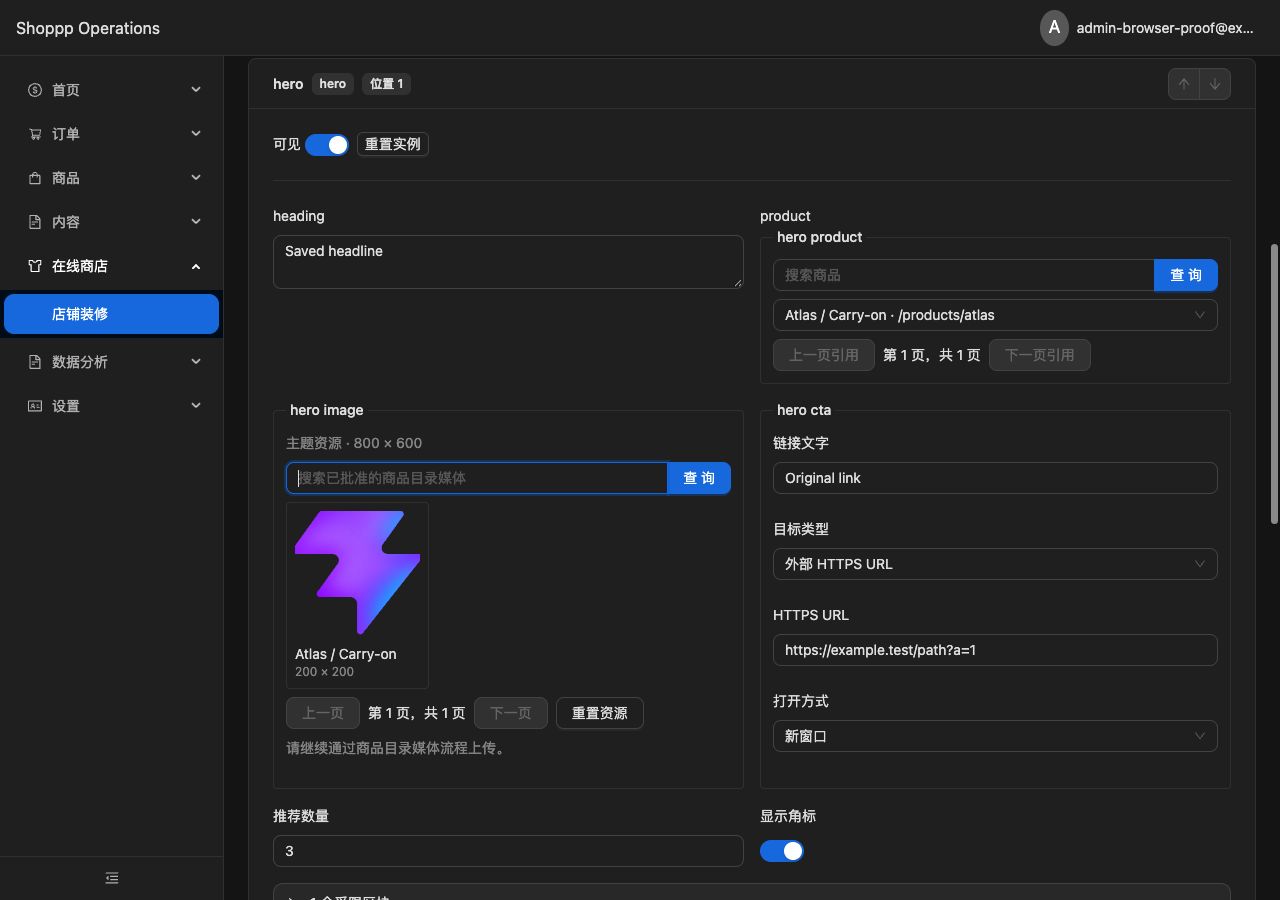 Shoppp Operations
A
admin-browser-proof@ex...
首页
订单
商品
内容
在线商店
店铺装修
数据分析
设置
hero
hero
位置 1
可见
重置实例
heading
Saved headline
product
hero product
搜索商品
查 询
Atlas / Carry-on · /products/atlas
上一页引用
第 1 页，共 1 页
下一页引用
hero image
主题资源 · 800 × 600
搜索已批准的商品目录媒体
查 询
Atlas / Carry-on
200 × 200
上一页
第 1 页，共 1 页
下一页
重置资源
请继续通过商品目录媒体流程上传。
hero cta
链接文字
Original link
目标类型
外部 HTTPS URL
HTTPS URL
https://example.test/path?a=1
打开方式
新窗口
推荐数量
3
显示角标